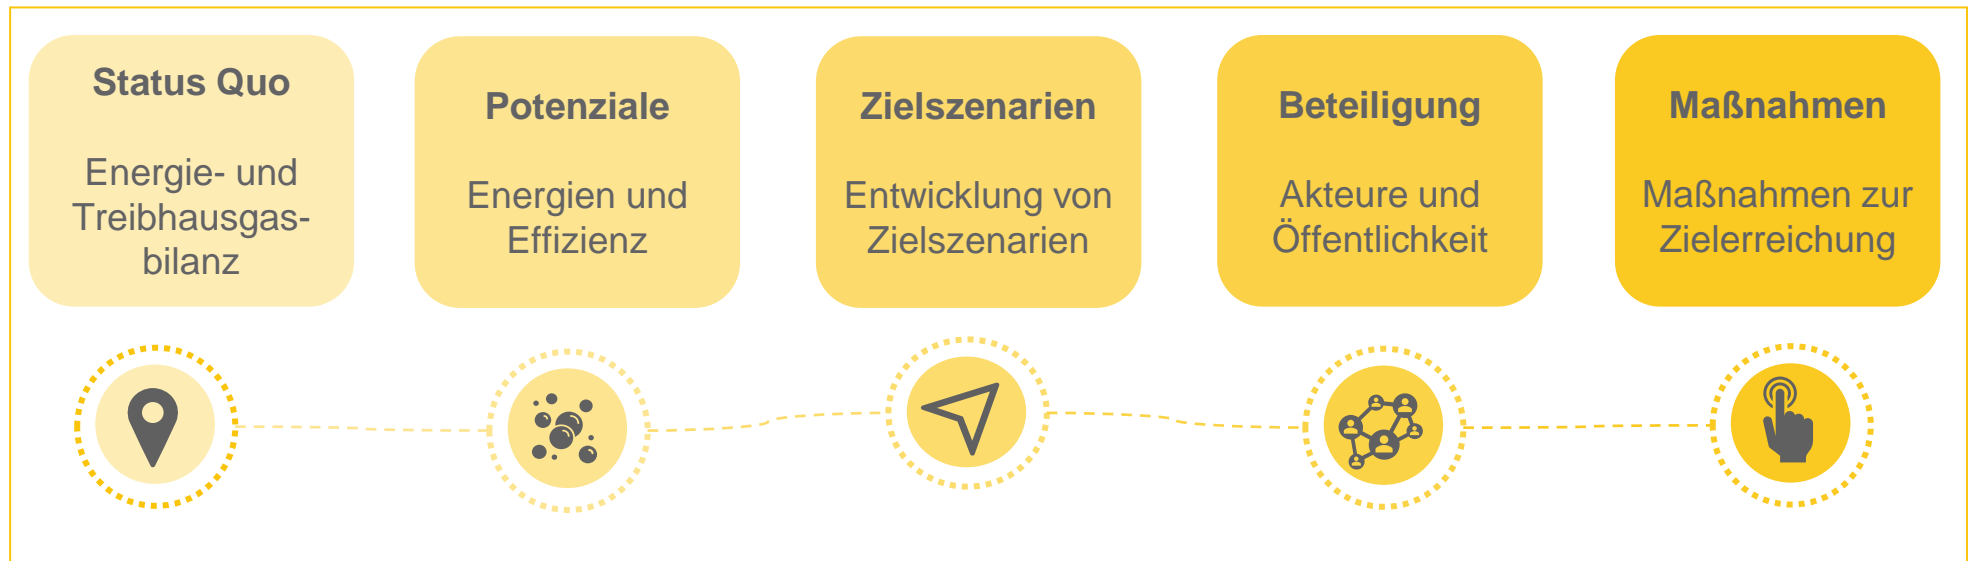 Status Quo
Energie- und
Treibhausgas-
bilanz
Potenziale
Energien und
Effizienz
Zielszenarien
Entwicklung von
Zielszenarien
Beteiligung
Akteure und
Öffentlichkeit
Maßnahmen
Maßnahmen zur
Zielerreichung